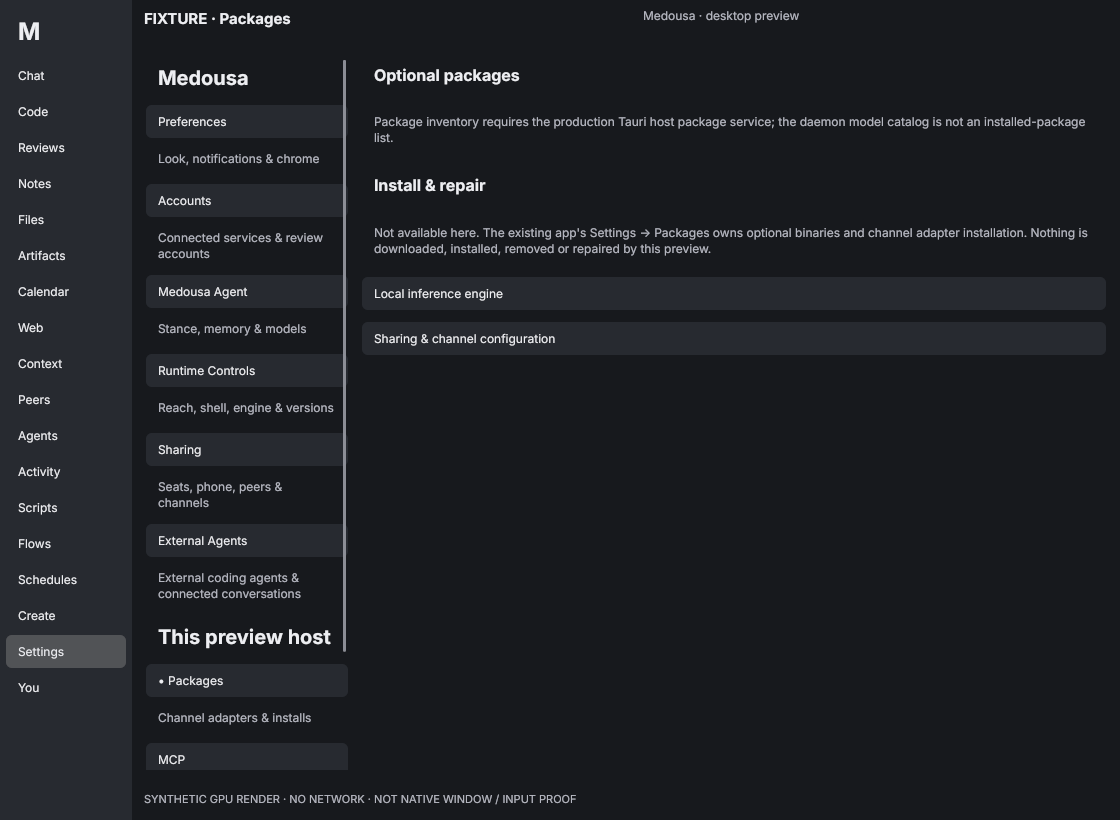 M
Chat
Code
Reviews
Notes
Files
Artifacts
Calendar
Web
Context
Peers
Agents
Activity
Scripts
Flows
Schedules
Create
Settings
You
FIXTURE · Packages
Medousa · desktop preview
Medousa
Preferences
Look, notifications & chrome
Accounts
Connected services & review
accounts
Medousa Agent
Stance, memory & models
Runtime Controls
Reach, shell, engine & versions
Sharing
Seats, phone, peers &
channels
External Agents
External coding agents &
connected conversations
This preview host
• Packages
Channel adapters & installs
MCP
Optional packages
Package inventory requires the production Tauri host package service; the daemon model catalog is not an installed-package
list.
Install & repair
Not available here. The existing app's Settings → Packages owns optional binaries and channel adapter installation. Nothing is
downloaded, installed, removed or repaired by this preview.
Local inference engine
Sharing & channel configuration
SYNTHETIC GPU RENDER · NO NETWORK · NOT NATIVE WINDOW / INPUT PROOF